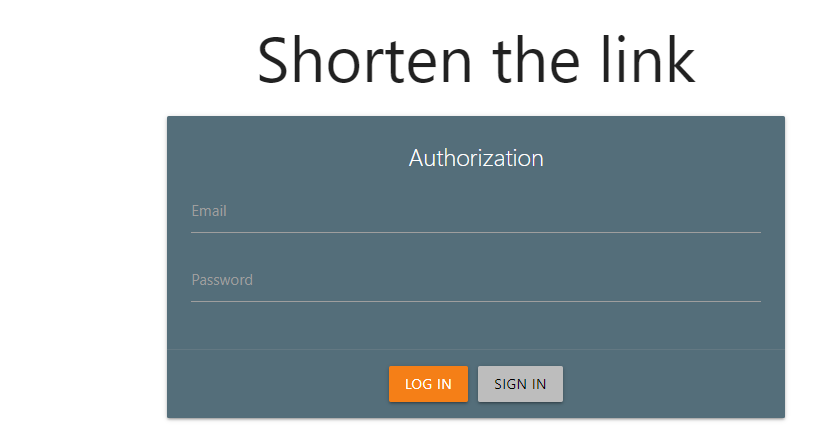 Shorten the link
Authorization
Email
Password
LOG IN SIGN IN